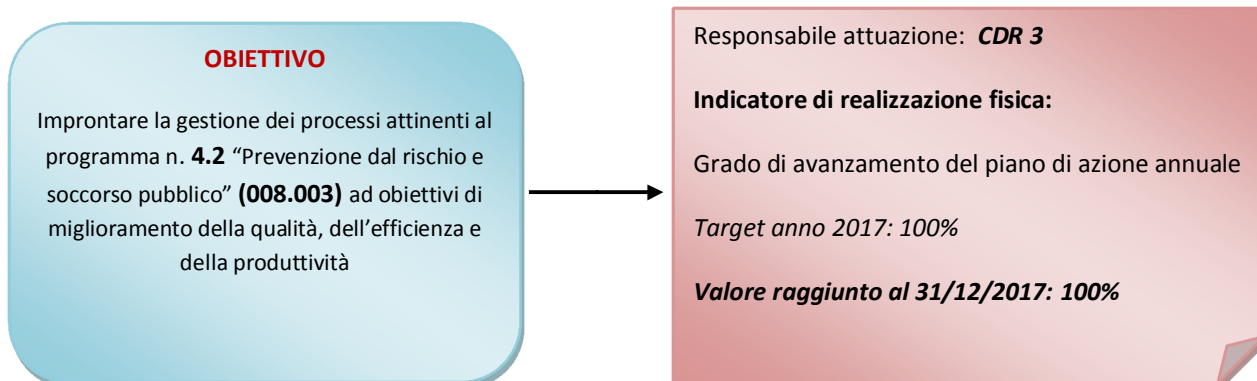 OBIETTIVO
Improntare la gestione dei processi attinenti al
programma n. 4.2 “Prevenzione dal rischio e
soccorso pubblico” (008.003) ad obiettivi di
miglioramento della qualità, dell’efficienza e
della produttività
Responsabile attuazione: CDR 3
Indicatore di realizzazione fisica:
Grado di avanzamento del piano di azione annuale
Target anno 2017: 100%
Valore raggiunto al 31/12/2017: 100%